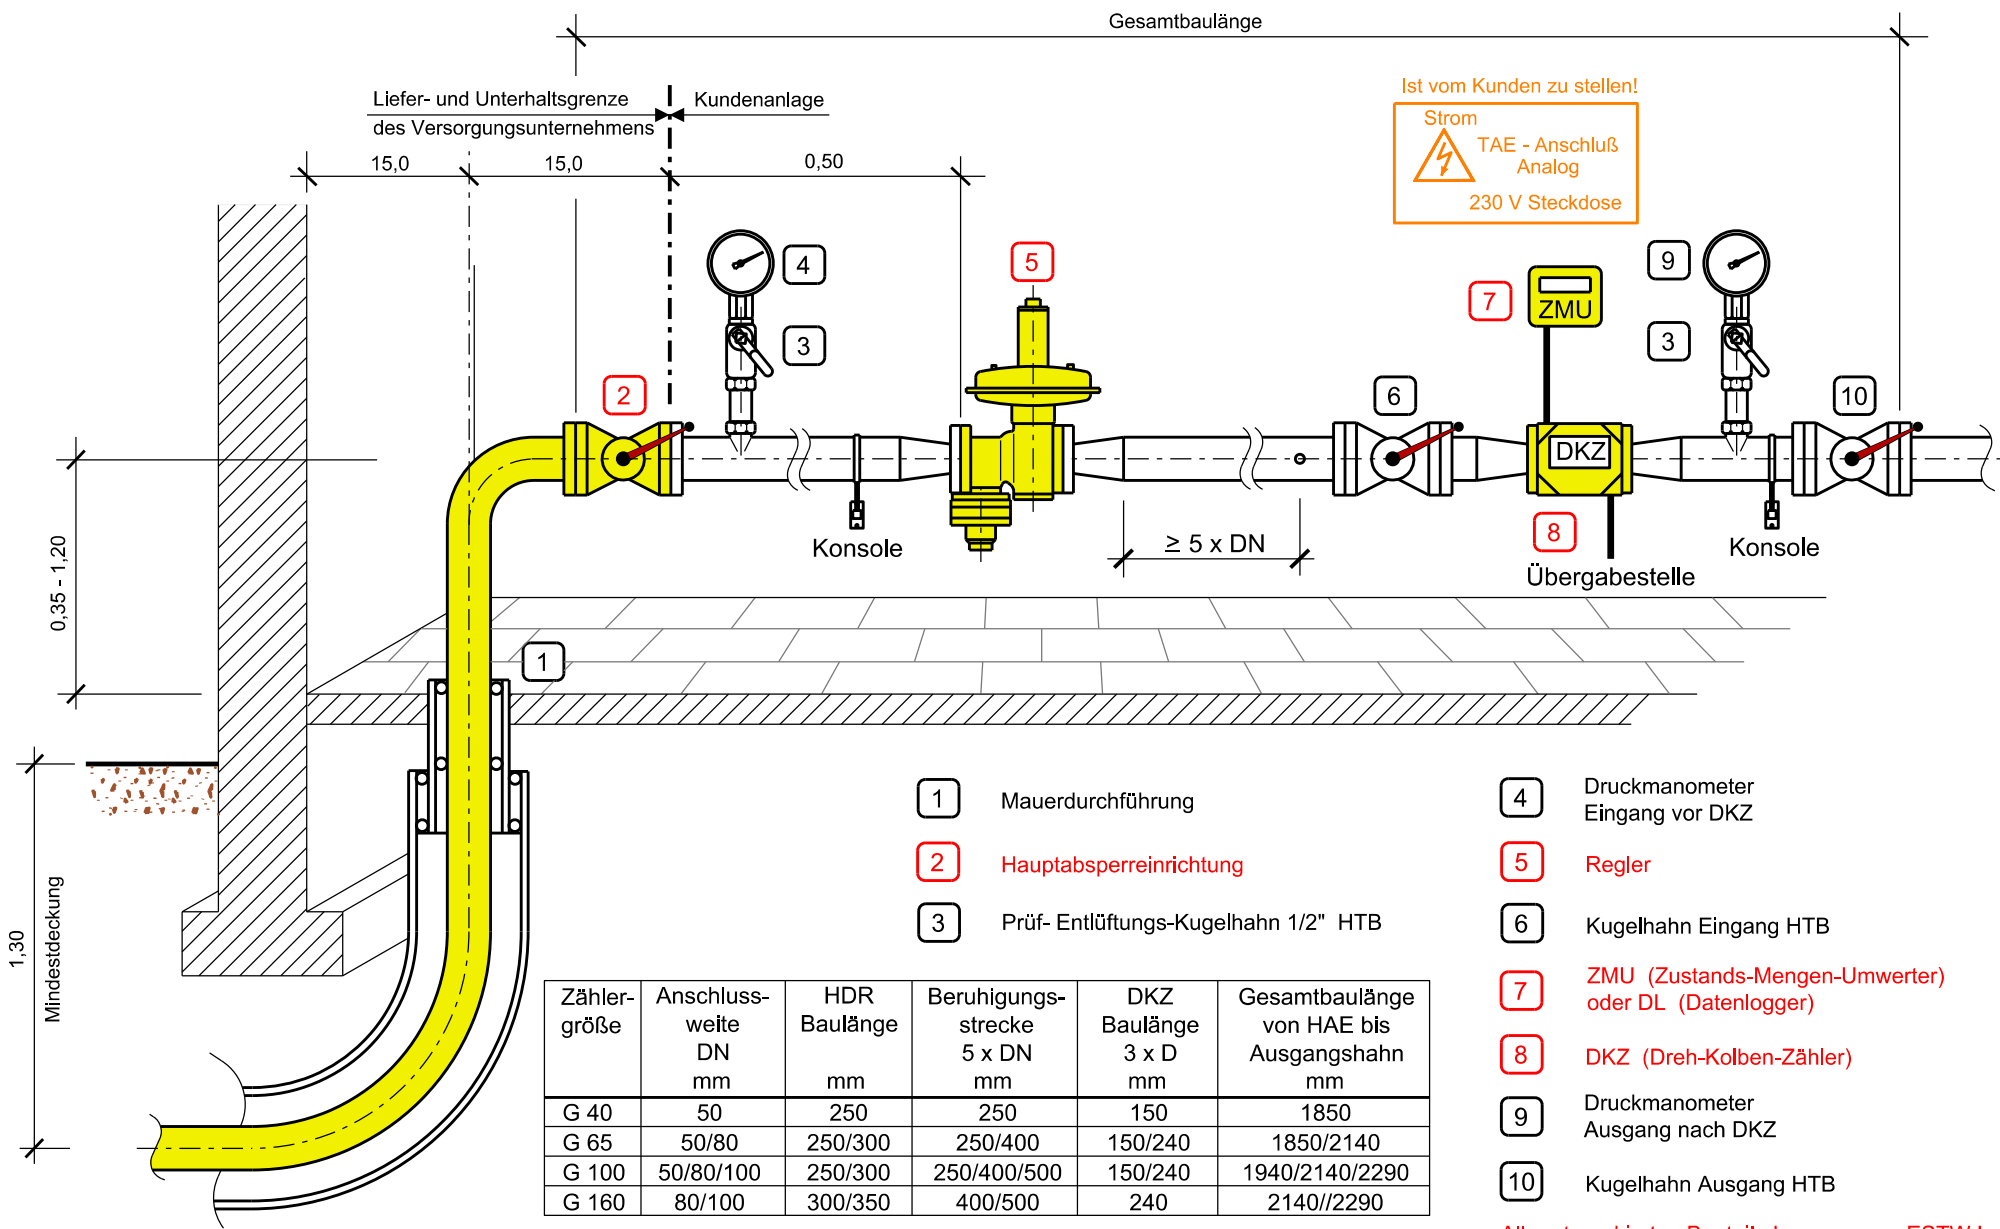 Gesamtbaulänge
Ist vom Kunden zu stellen!
Liefer- und Unterhaltsgrenze
des Versorgungsunternehmens
Kundenanlage
Strom
TAE - Anschluß
Analog
230 V Steckdose
15,0
15,0
0,50
4
3
5
9
7
ZMU
3
2
6
10
DKZ
Konsole
≥ 5 x DN
8
Übergabestelle
Konsole
0,35 - 1,20
1
1,30
Mindestdeckung
1 Mauerdurchführung
2 Hauptabsperreinrichtung
3 Prüf- Entlüftungs-Kugelhahn 1/2" HTB
4 Druckmanometer
Eingang vor DKZ
5 Regler
6 Kugelhahn Eingang HTB
7 ZMU (Zustands-Mengen-Umwerter)
oder DL (Datenlogger)
8 DKZ (Dreh-Kolben-Zähler)
9 Druckmanometer
Ausgang nach DKZ
10 Kugelhahn Ausgang HTB
Zähler- Anschluss- HDR Beruhigungs- DKZ Gesamtbaulänge
größe weite Baulänge strecke Baulänge von HAE bis
DN 5 x DN 3 x D Ausgangshahn
mm mm mm mm mm
G 40 50 250 250 150 1850
G 65 50/80 250/300 250/400 150/240 1850/2140
G 100 50/80/100 250/300 250/400/500 150/240 1940/2140/2290
G 160 80/100 300/350 400/500 240 2140//2290